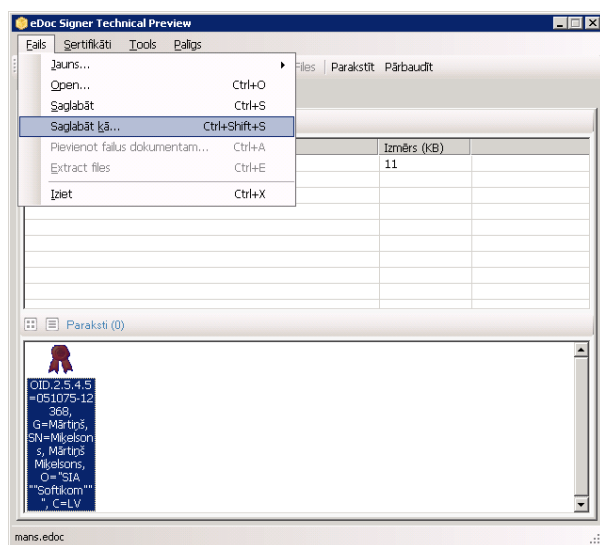 eDoc Signer Technical Preview
Fails Sertifikāti Tools Palīgs
Files Parakstīt Pārbaudīt
Jauns...
Open... Ctrl+O
Saglabāt Ctrl+S
Saglabāt kā... Ctrl+Shift+S
Pievienot failus dokumentam... Ctrl+A
Extract files Ctrl+E
Iziet Ctrl+X
Izmērs (KB)
11
Paraksti (0)
OID.2.5.4.5
=051075-12
368,
G=Mārtiņš,
SN=Miķelson
s, Mārtiņš
Miķelsons,
O="SIA
""Softikom""
", C=LV
mans.edoc